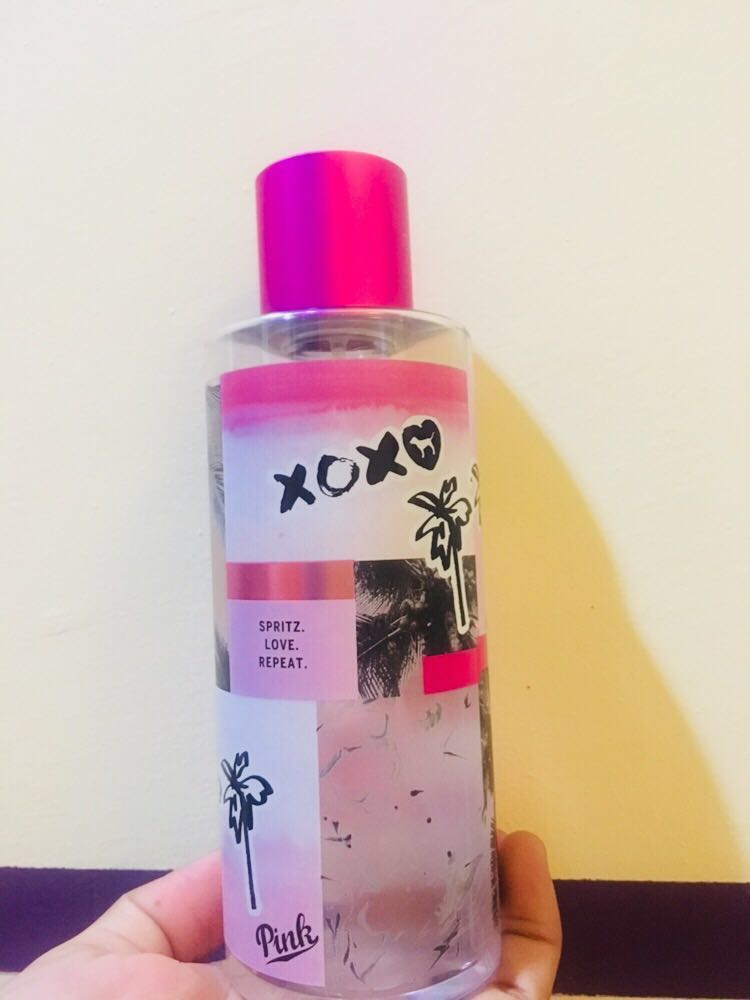 XOXO
SPRITZ.
LOVE.
REPEAT.
Pink